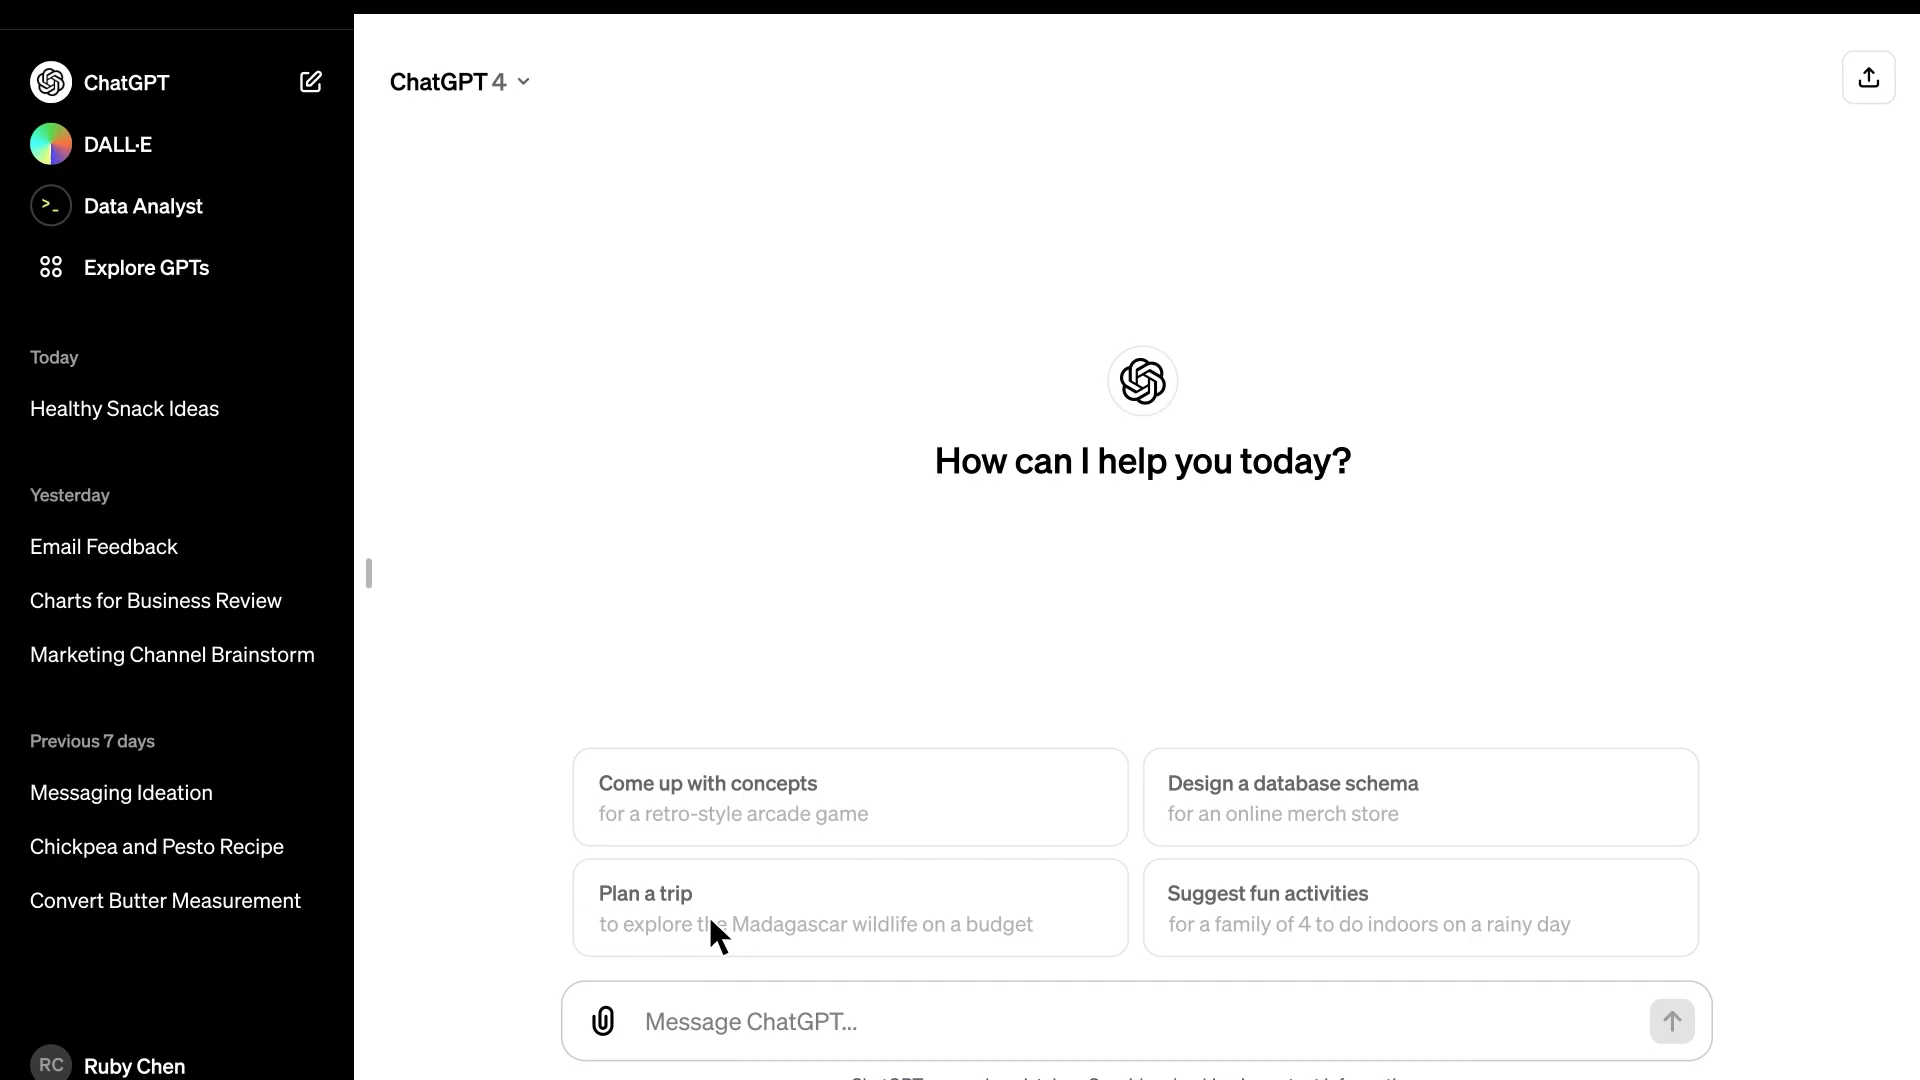 ChatGPT
DALL·E
>_ Data Analyst
Explore GPTs
Today
Healthy Snack Ideas
Yesterday
Email Feedback
Charts for Business Review
Marketing Channel Brainstorm
Previous 7 days
Messaging Ideation
Chickpea and Pesto Recipe
Convert Butter Measurement
RC Ruby Chen
ChatGPT 4
How can I help you today?
Come up with concepts
for a retro-style arcade game
Design a database schema
for an online merch store
Plan a trip
to explore the Madagascar wildlife on a budget
Suggest fun activities
for a family of 4 to do indoors on a rainy day
Message ChatGPT...